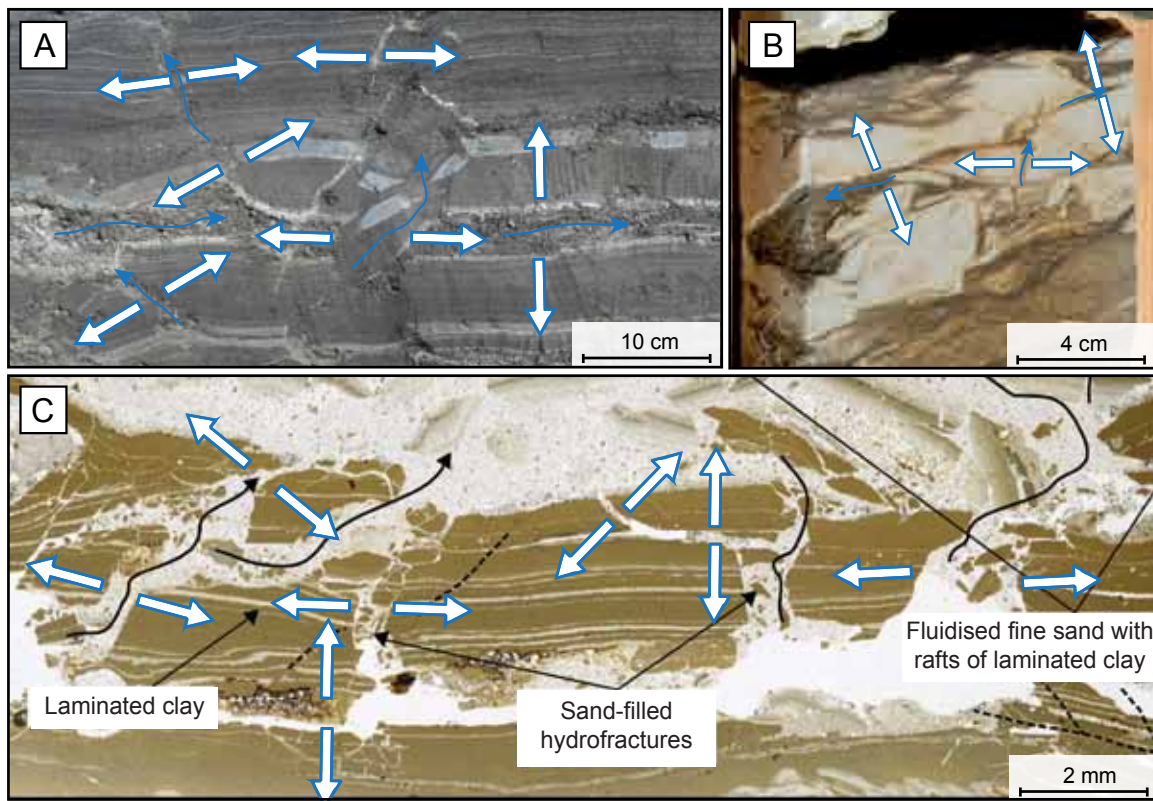 A
B
10 cm
4 cm
C
Laminated clay
Sand-filled
hydrofractures
Fluidised fine sand with
rafts of laminated clay
2 mm